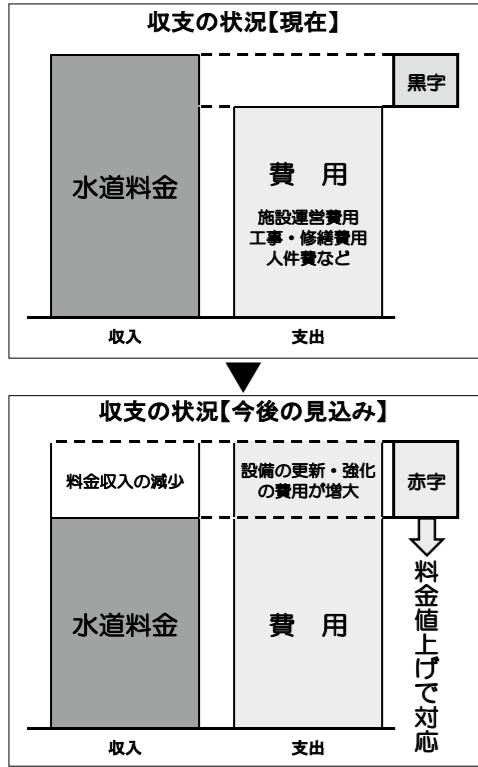 収支の状況【現在】
黒字
水道料金
費　用
施設運営費用
工事・修繕費用
人件費など
収入
支出
収支の状況【今後の見込み】
料金収入の減少
設備の更新・強化
の費用が増大
赤字
水道料金
費　用
料金値上げで対応
収入
支出